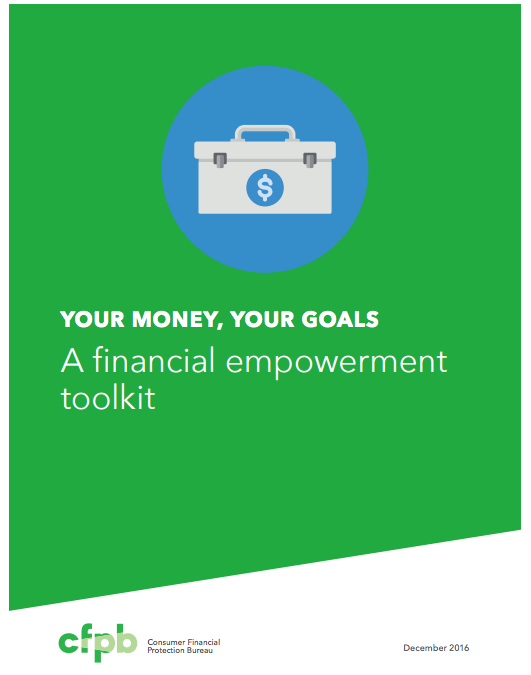 $
YOUR MONEY, YOUR GOALS
A financial empowerment
toolkit
cfpb
Consumer Financial
Protection Bureau
December 2016